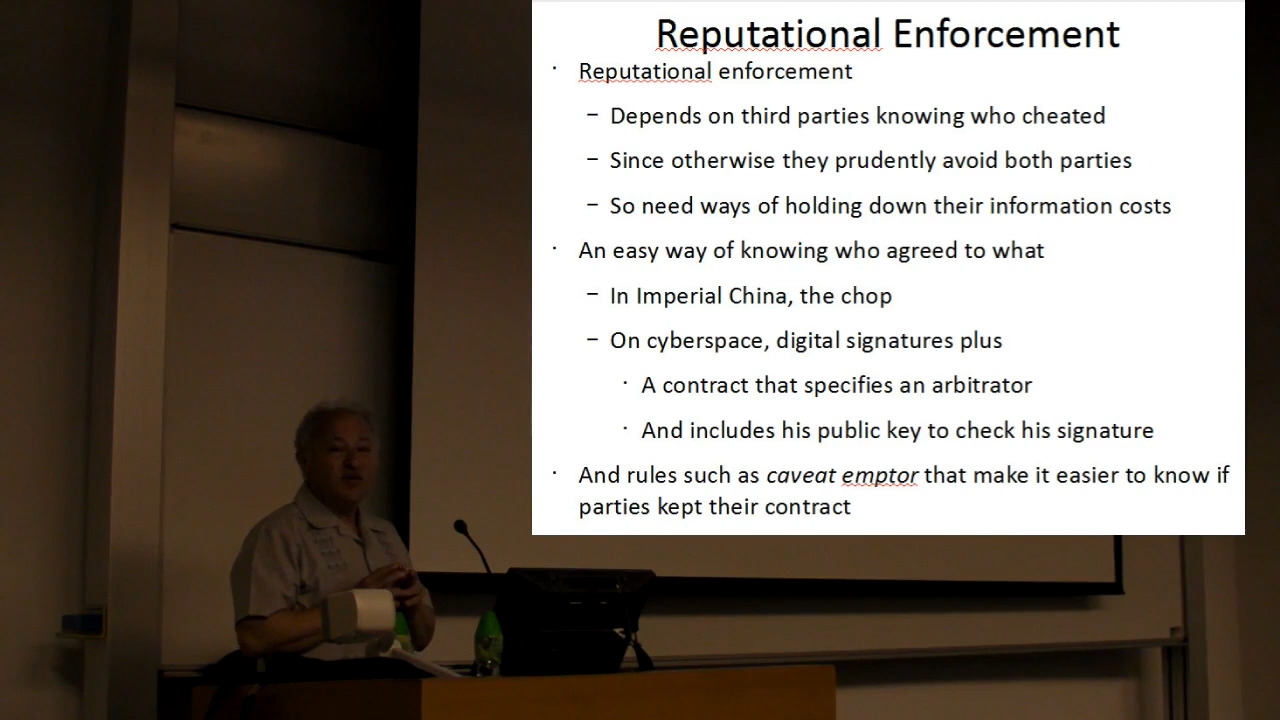 Reputational Enforcement
· Reputational enforcement
– Depends on third parties knowing who cheated
– Since otherwise they prudently avoid both parties
– So need ways of holding down their information costs
· An easy way of knowing who agreed to what
– In Imperial China, the chop
– On cyberspace, digital signatures plus
· A contract that specifies an arbitrator
· And includes his public key to check his signature
· And rules such as caveat emptor that make it easier to know if
parties kept their contract